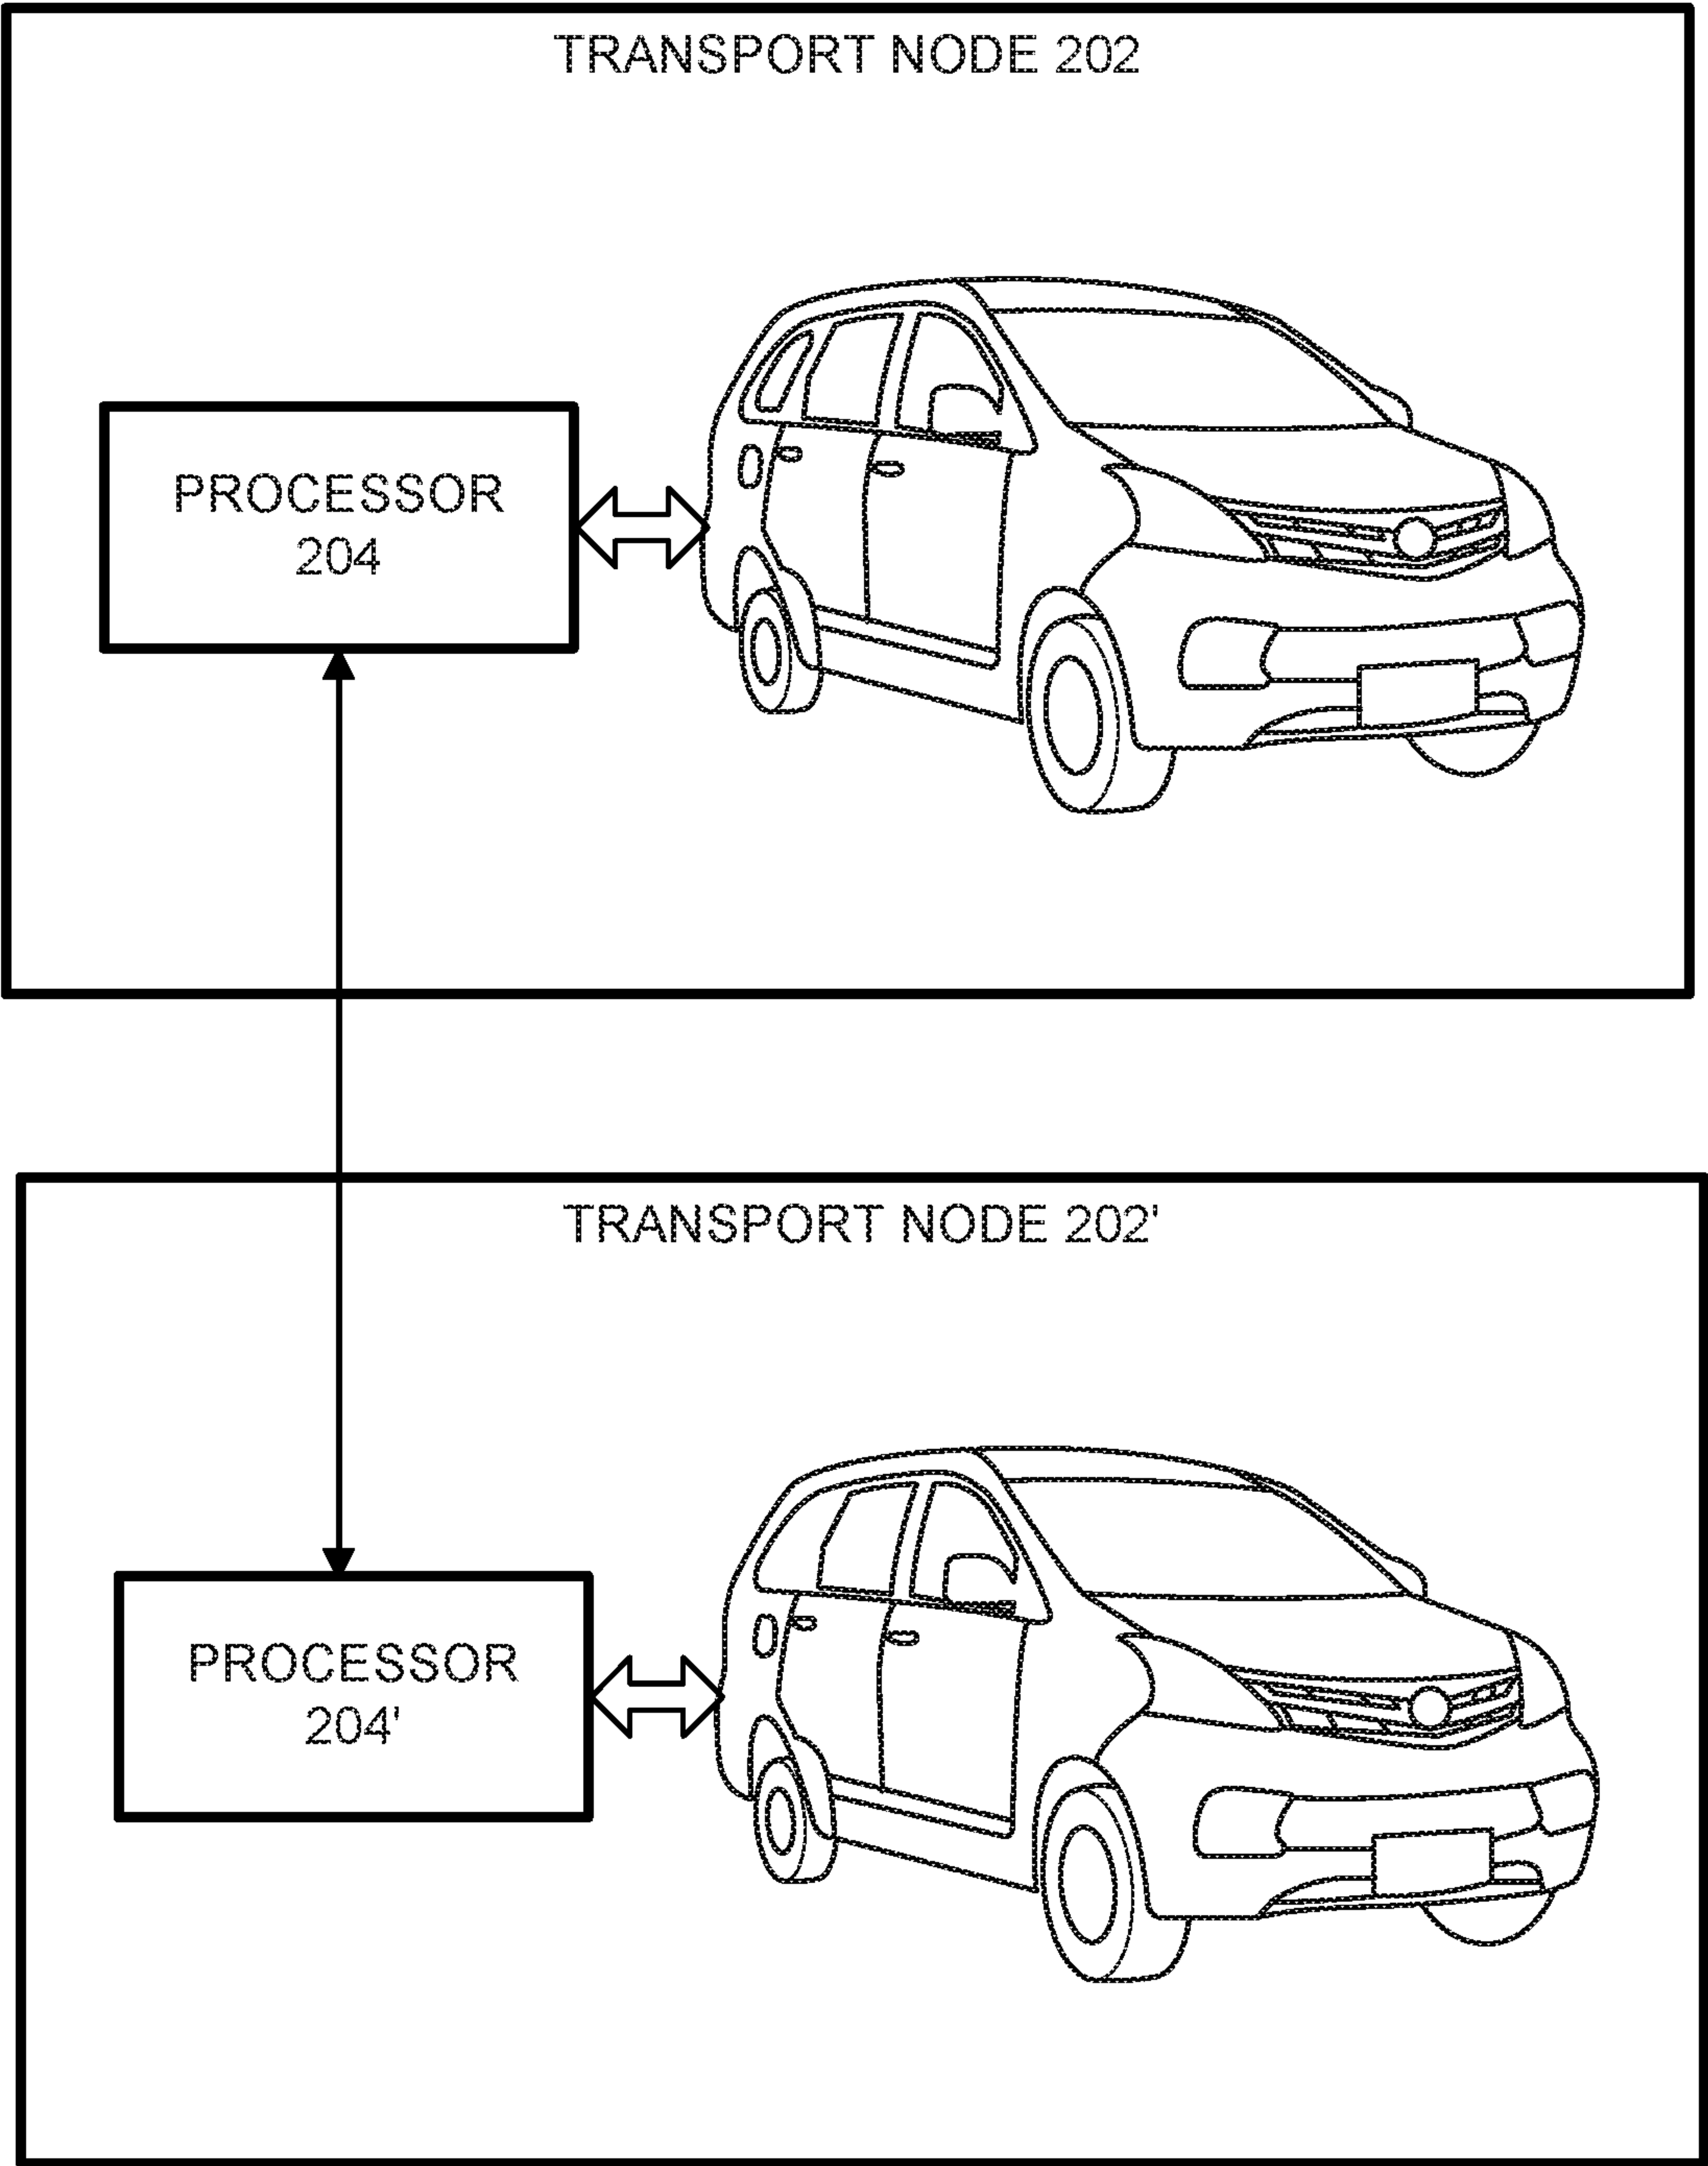 TRANSPORT NODE 202
PROCESSOR
204
TRANSPORT NODE 202'
PROCESSOR
204'